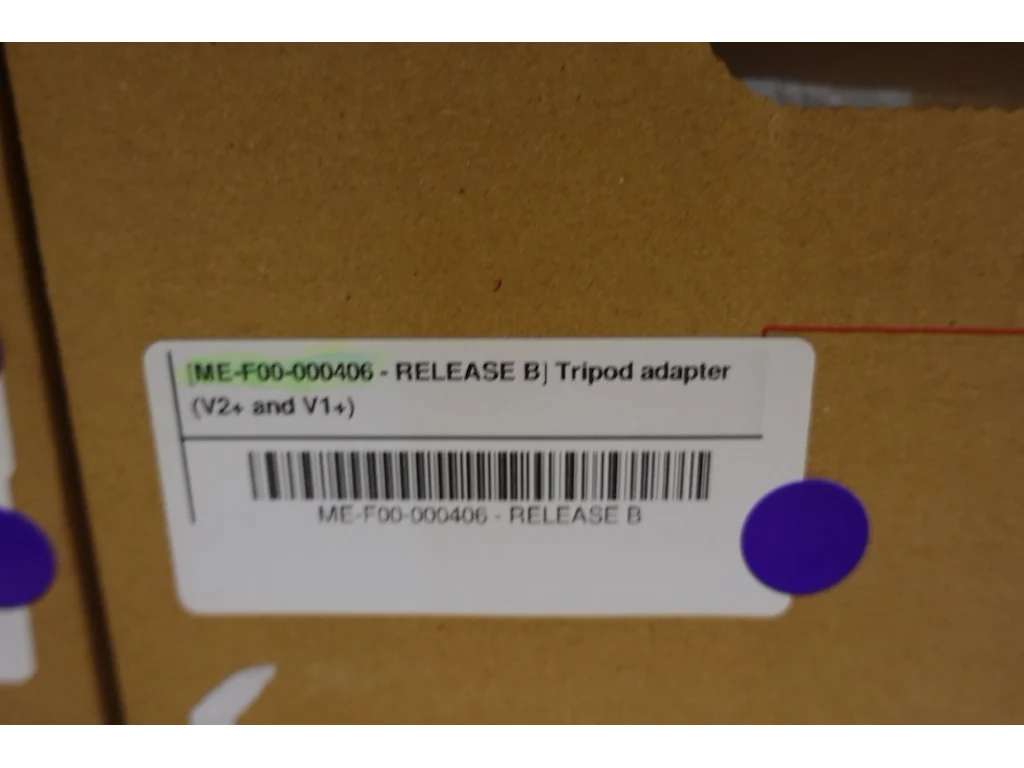 [ME-F00-000406 - RELEASE B] Tripod adapter
(V2+ and V1+)
ME-F00-000406 - RELEASE B